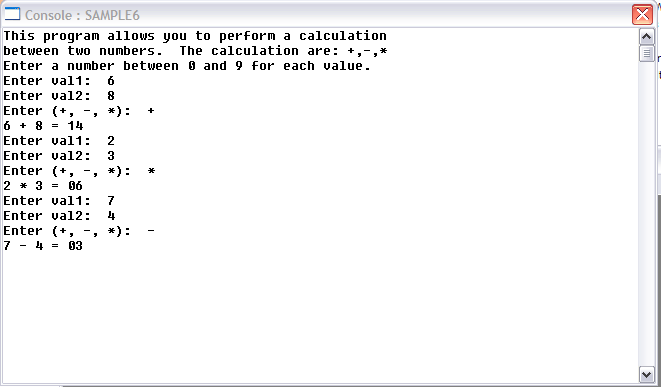 Console : SAMPLE6
This program allows you to perform a calculation
between two numbers.  The calculation are: +,-,*
Enter a number between 0 and 9 for each value.
Enter val1:  6
Enter val2:  8
Enter (+, -, *):  +
6 + 8 = 14
Enter val1:  2
Enter val2:  3
Enter (+, -, *):  *
2 * 3 = 06
Enter val1:  7
Enter val2:  4
Enter (+, -, *):  -
7 - 4 = 03